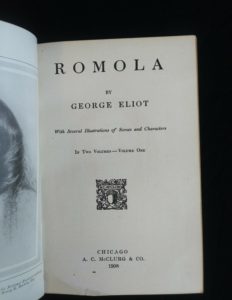 ROMOLA
BY
GEORGE ELIOT
With Several Illustrations of Scenes and Characters
In Two Volumes—Volume One
CHICAGO
A. C. McCLURG & CO.
1908